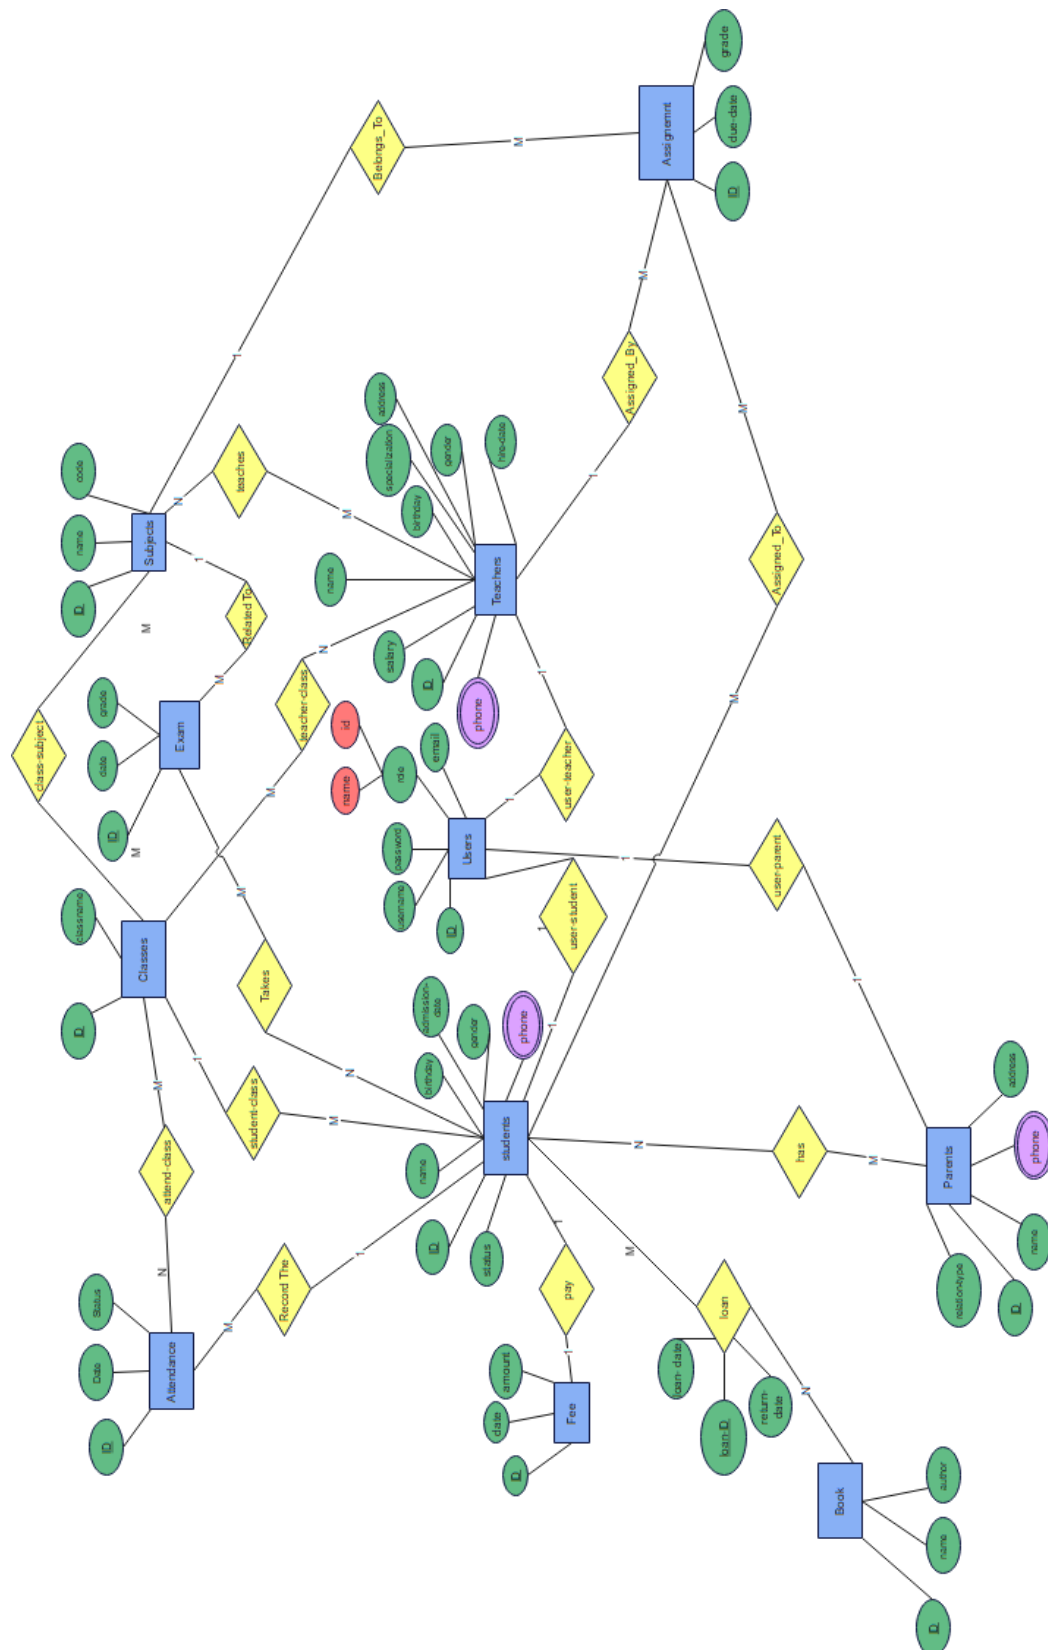 ID
Date
Status
Attendance
N
attend-class
M
ID
classname
Classes
M
class-subject
M
ID
name
code
Subjects
ID
date
grade
Exam
M
Related To
1
N
teaches
M
1
Belongs_To
M
M
Record The
1
1
student-class
M
M
Takes
N
M
teacher-class
N
ID
status
name
birthday
admission-
date
gender
phone
students
ID
username
password
role
name
id
email
Users
ID
phone
salary
name
birthday
specialization
address
gender
hire-date
Teachers
ID
date
amount
Fee
1
pay
1
1
user-student
1
1
user-teacher
1
1
Assigned_By
M
Assignemnt
ID
due-date
grade
M
Assigned_To
M
M
loan
loan- date
loan-ID
return-
date
N
N
has
M
1
user-parent
1
Book
ID
name
author
Parents
relation-type
ID
name
phone
address